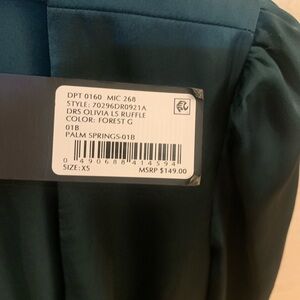 DPT 0160 MIC 268
STYLE: 70296DR0921A
DRS OLIVIA LS RUFFLE
COLOR: FOREST G
01B
PALM SPRINGS-01B
0 490688 414594
SIZE: XS MSRP $149.00